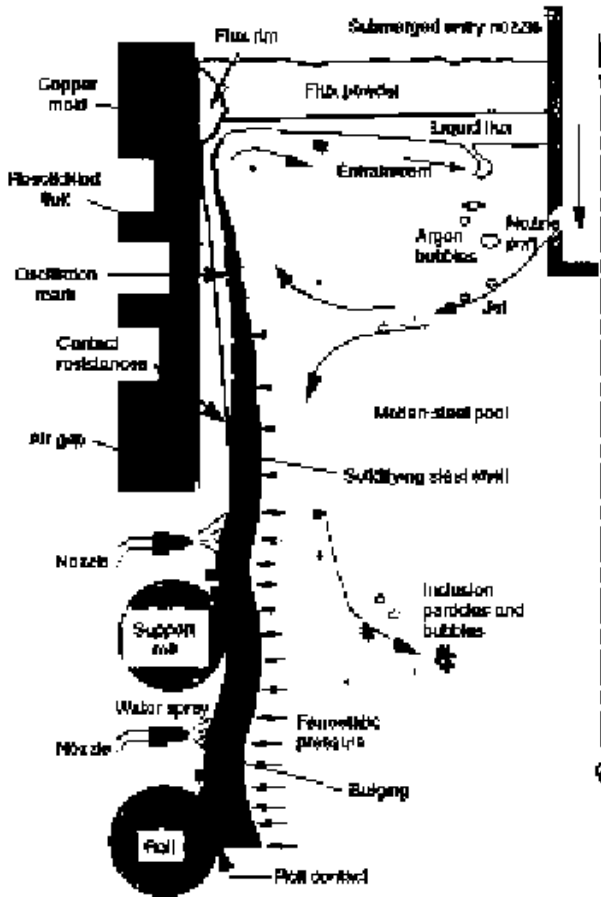 Submerged entry nozzle
Flux rim
Copper
mold
Flux powder
Liquid flux
Resolidified
flux
Entrainment
Argon
bubbles
Nozzle
port
Oscillation
mark
Jet
Contact
resistances
Molten steel pool
Air gap
Solidifying steel shell
Nozzle
Inclusion
particles and
bubbles
Support
roll
Water spray
Ferrostatic
pressure
Nozzle
Bulging
Roll
Roll contact